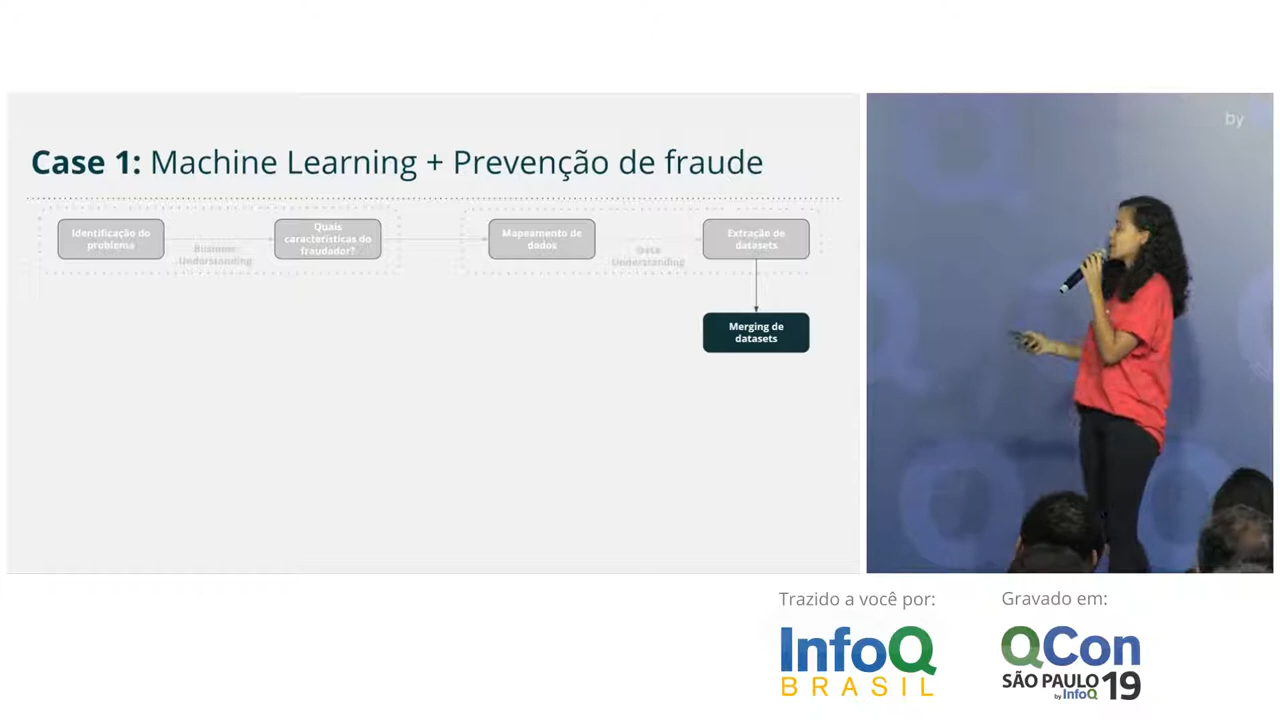 Case 1: Machine Learning + Prevenção de fraude
Identificação do
problema
Business
Understanding
Quais
características do
fraudador?
Mapeamento de
dados
Data
Understanding
Extração de
datasets
Merging de
datasets
by
Trazido a você por:
InfoQ
BRASIL
Gravado em:
QCon
SÃO PAULO 19
by InfoQ